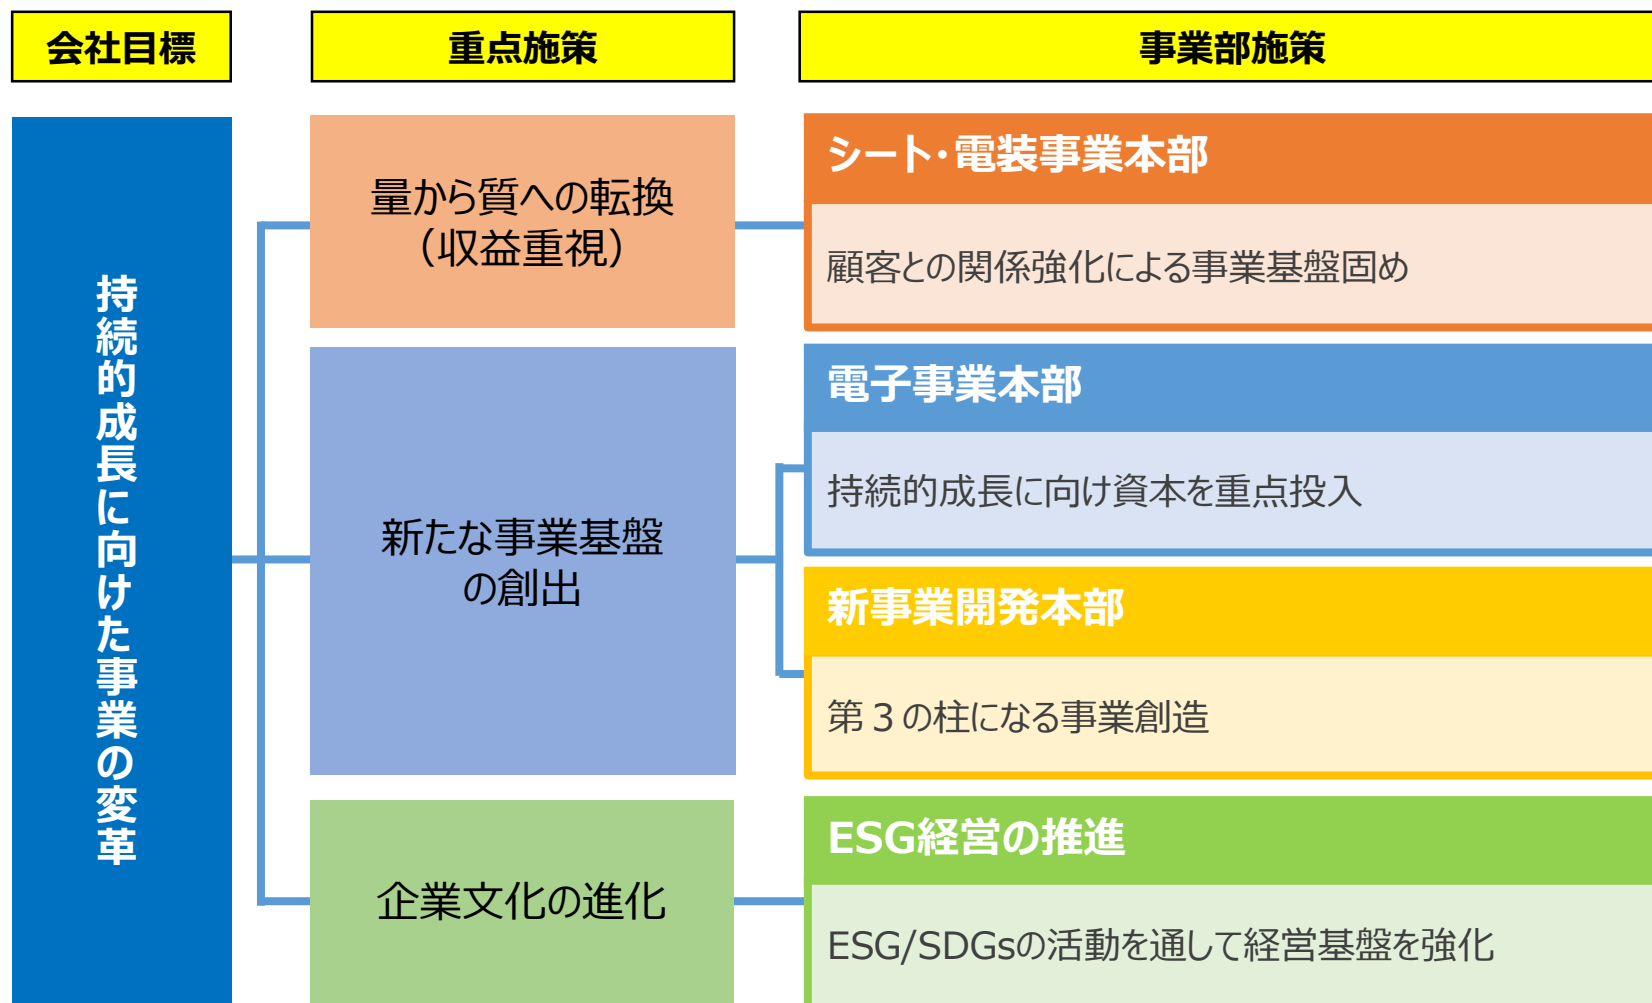 会社目標
重点施策
事業部施策
持続的成長に向けた事業の変革
量から質への転換
（収益重視）
シート・電装事業本部
顧客との関係強化による事業基盤固め
新たな事業基盤
の創出
電子事業本部
持続的成長に向け資本を重点投入
新事業開発本部
第３の柱になる事業創造
企業文化の進化
ESG経営の推進
ESG/SDGsの活動を通して経営基盤を強化